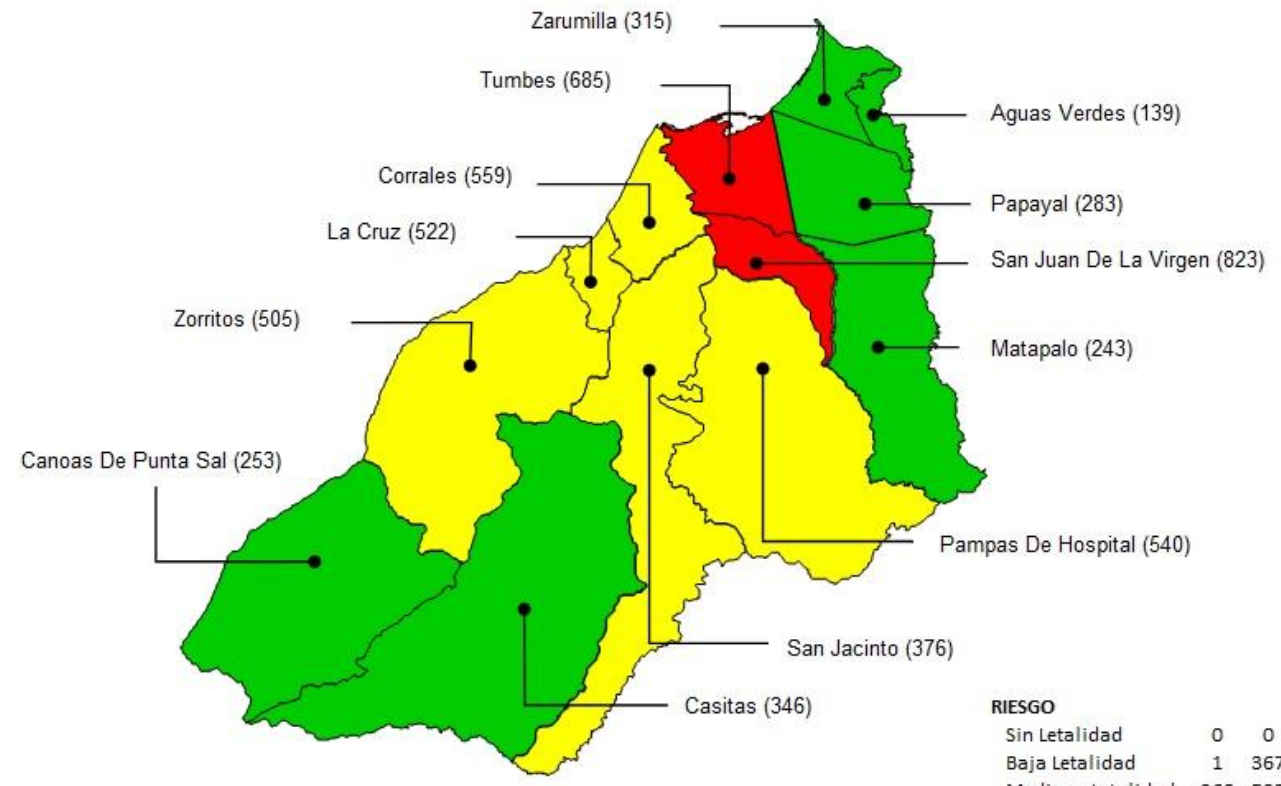 Zarumilla (315)
Tumbes (685)
Aguas Verdes (139)
Corrales (559)
Papayal (283)
La Cruz (522)
San Juan De La Virgen (823)
Zorritos (505)
Matapalo (243)
Canoas De Punta Sal (253)
Pampas De Hospital (540)
San Jacinto (376)
Casitas (346)
RIESGO
Sin Letalidad 0 0
Baja Letalidad 1 367